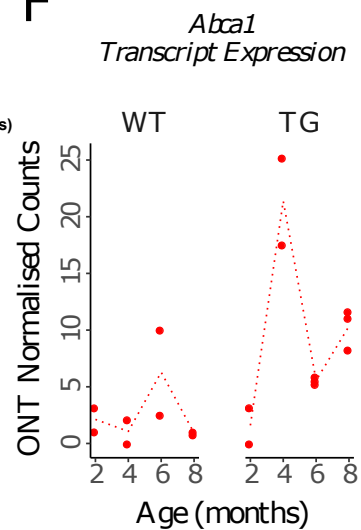 F
Abca1
Transcript Expression
s)
WT TG
ONT Normalised Counts
25
20
15
10
5
0
2 4 6 8 2 4 6 8
Age (months)